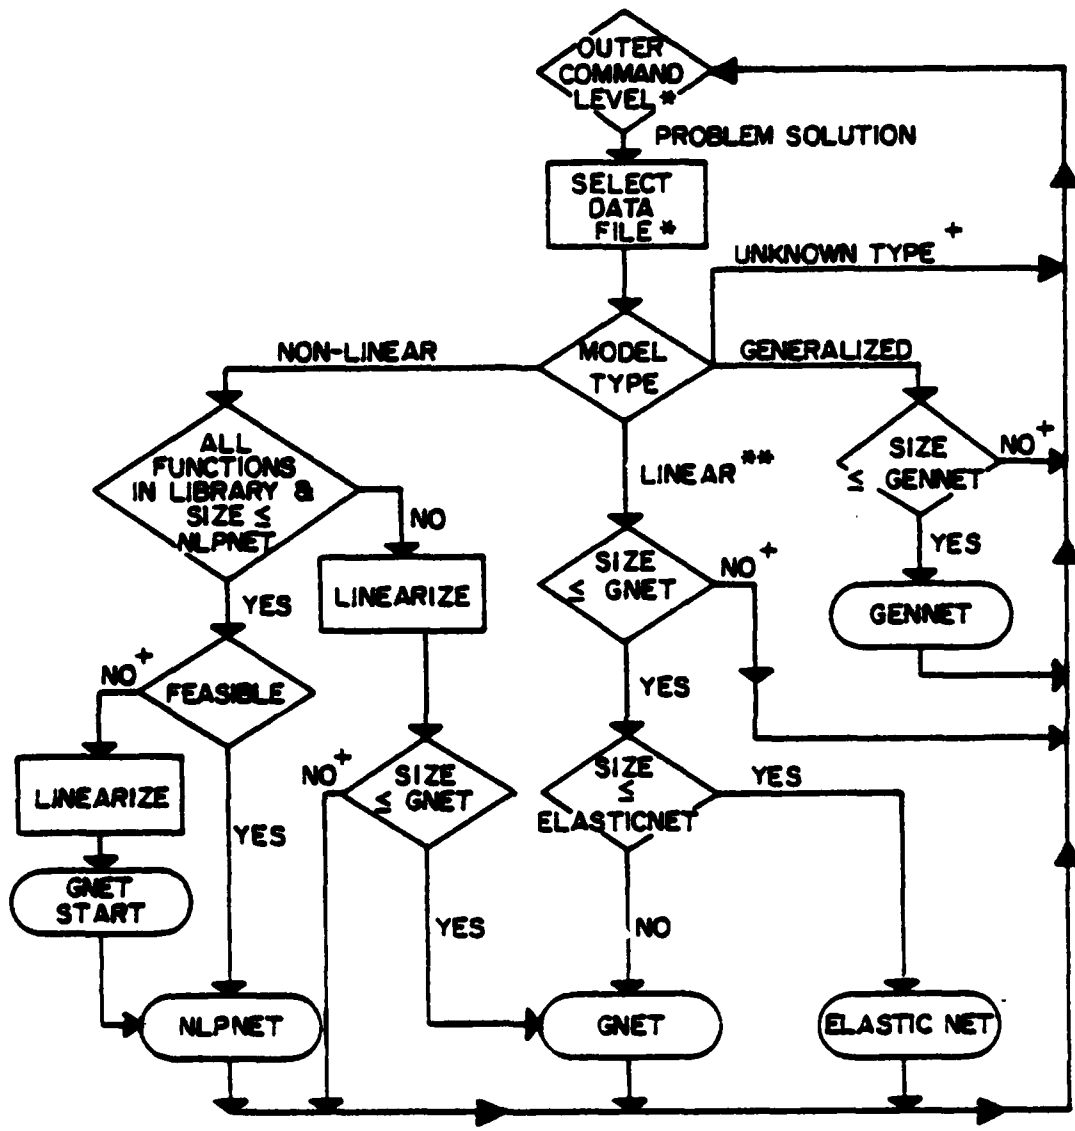 OUTER
COMMAND
LEVEL*
PROBLEM SOLUTION
SELECT
DATA
FILE*
UNKNOWN TYPE+
NON-LINEAR
MODEL
TYPE
GENERALIZED
ALL
FUNCTIONS
IN LIBRARY &
SIZE ≤
NLPNET
NO
LINEAR**
SIZE
≤ GENNET
NO+
YES
LINEARIZE
SIZE
≤ GNET
NO+
YES
GENNET
NO+
FEASIBLE
YES
LINEARIZE
YES
NO+
SIZE
≤ GNET
SIZE
≤
ELASTICNET
YES
GNET
START
YES
NO
NLPNET
GNET
ELASTIC NET